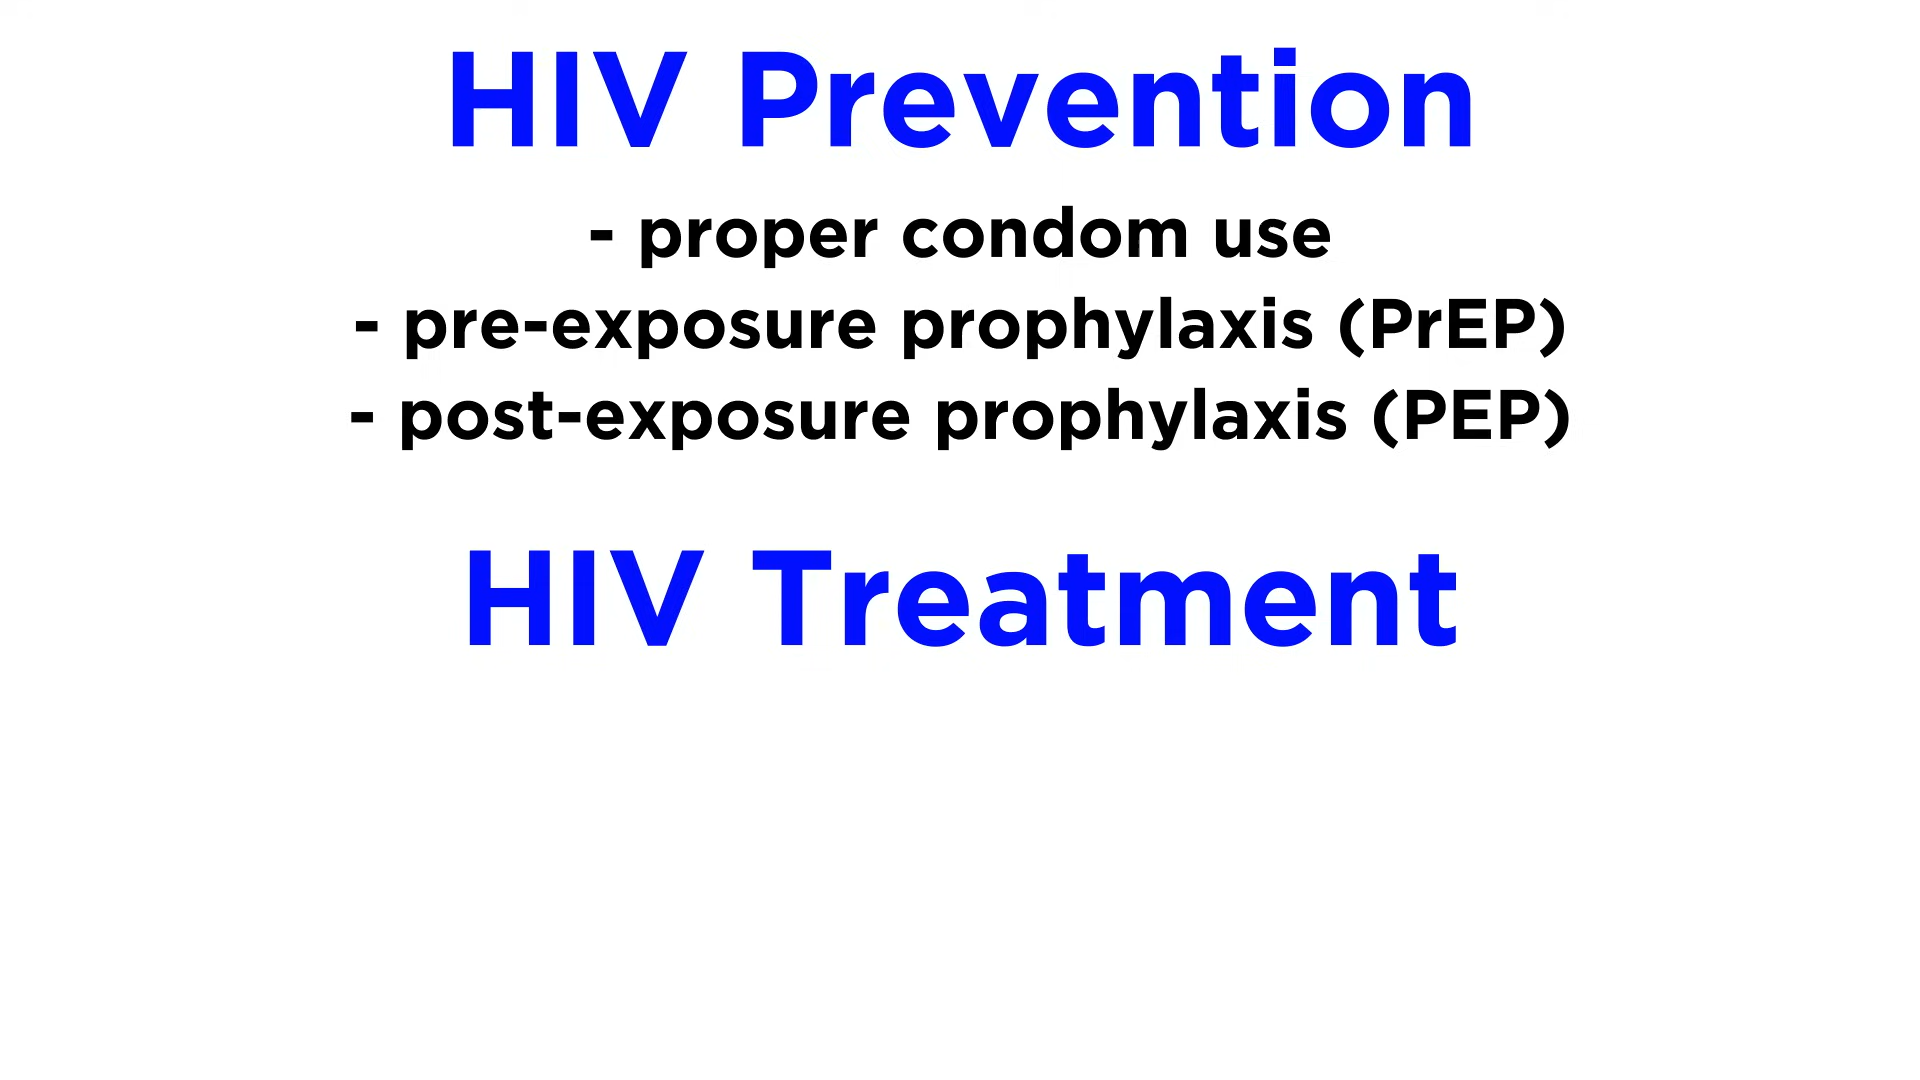 HIV Prevention
- proper condom use
- pre-exposure prophylaxis (PrEP)
- post-exposure prophylaxis (PEP)
HIV Treatment